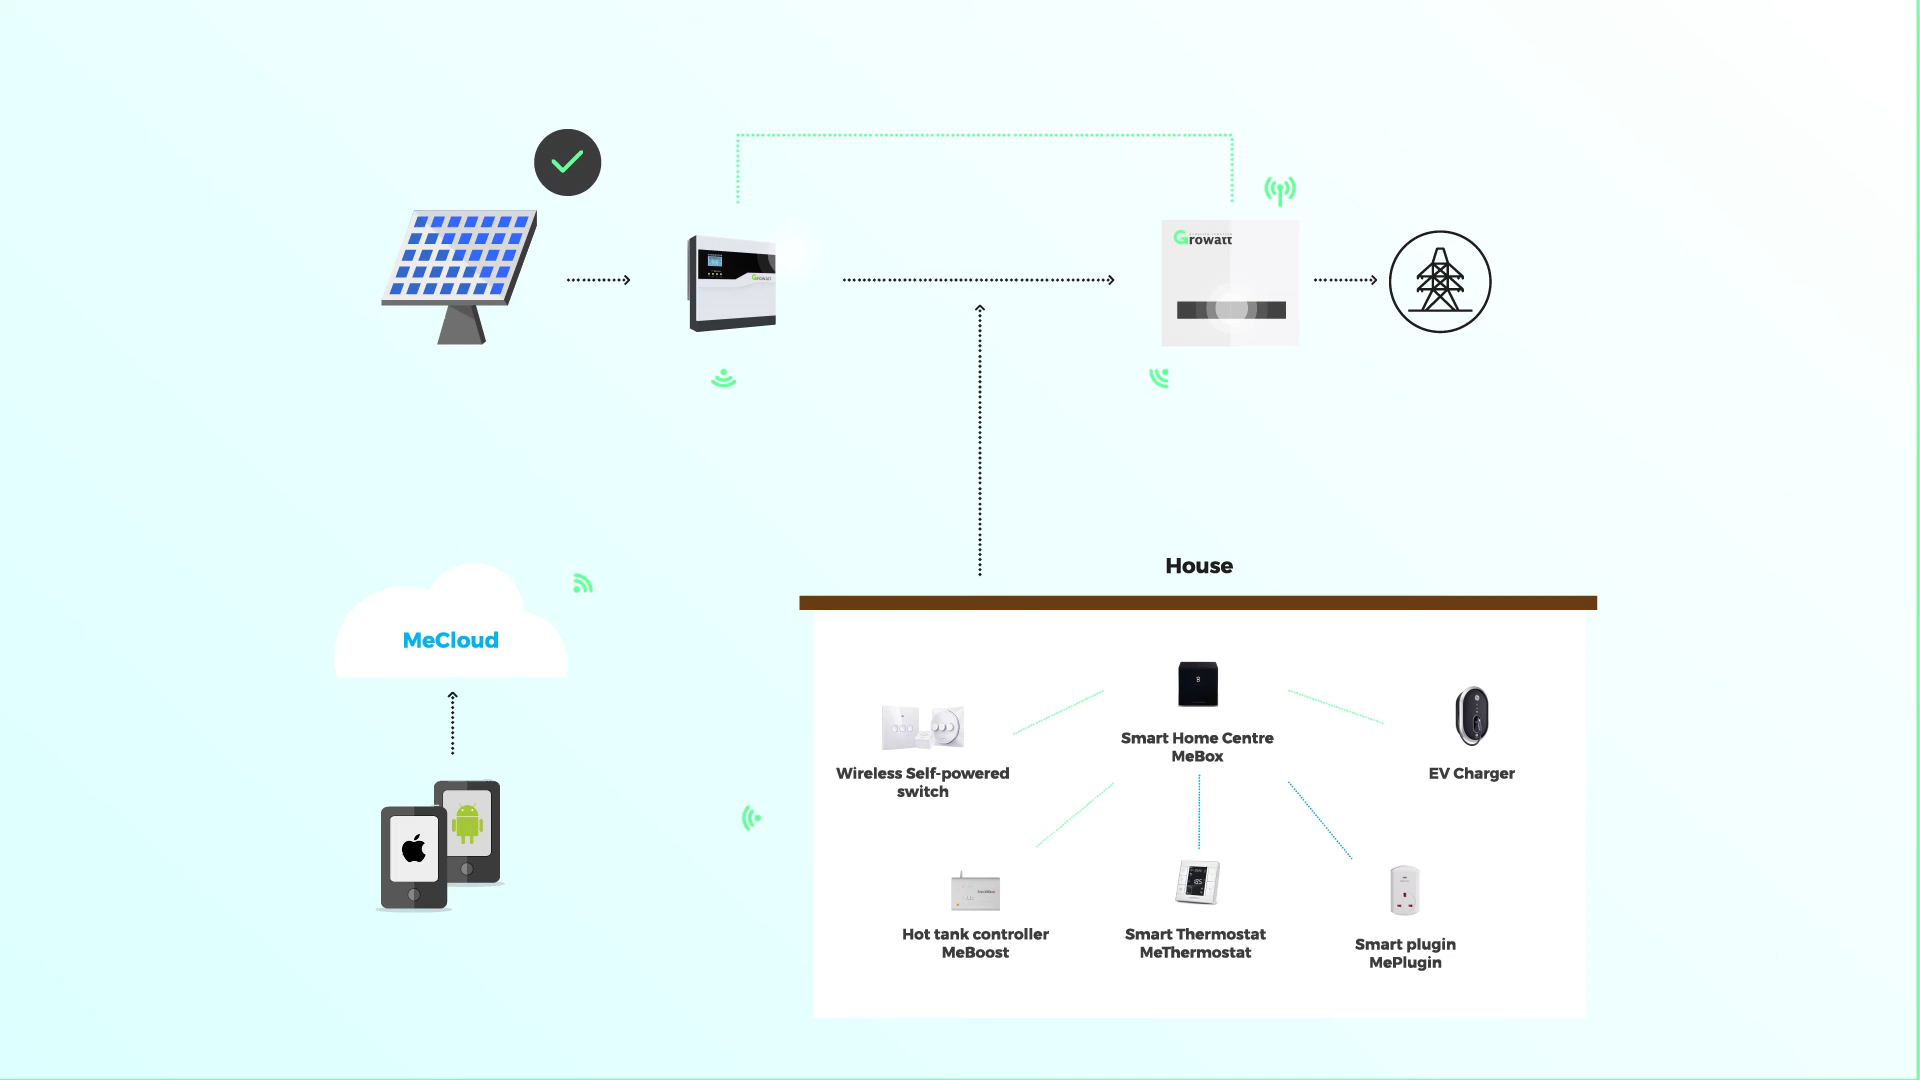 Growatt
Growatt
House
MeCloud
Smart Home Centre
MeBox
Wireless Self-powered
switch
EV Charger
Hot tank controller
MeBoost
Smart Thermostat
MeThermostat
Smart plugin
MePlugin